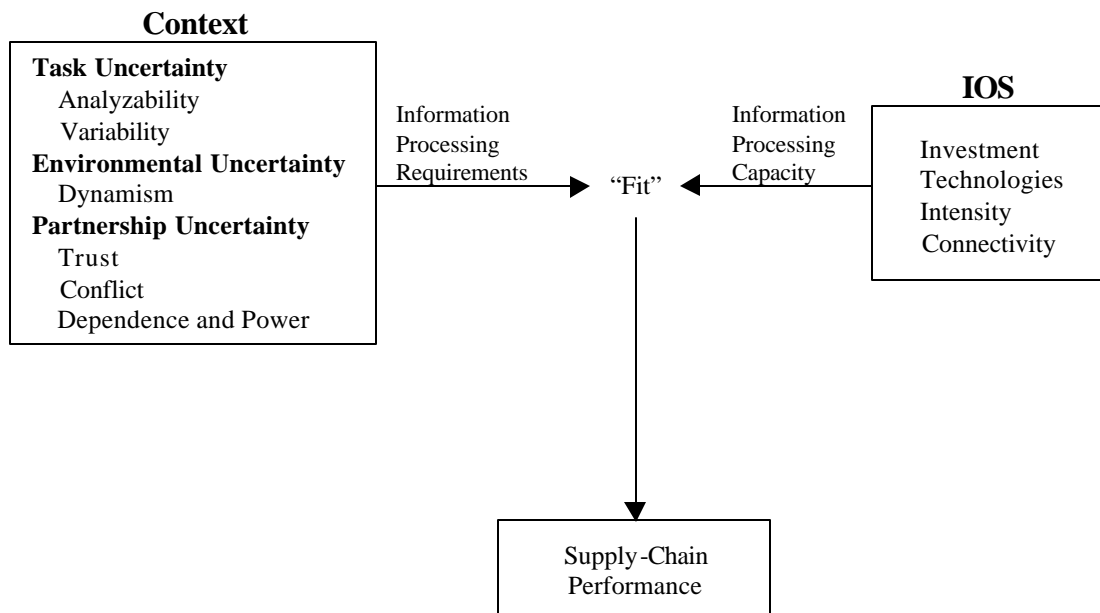 Context
Task Uncertainty
Analyzability
Variability
Environmental Uncertainty
Dynamism
Partnership Uncertainty
Trust
Conflict
Dependence and Power
Information
Processing
Requirements
“Fit”
Information
Processing
Capacity
IOS
Investment
Technologies
Intensity
Connectivity
Supply-Chain
Performance